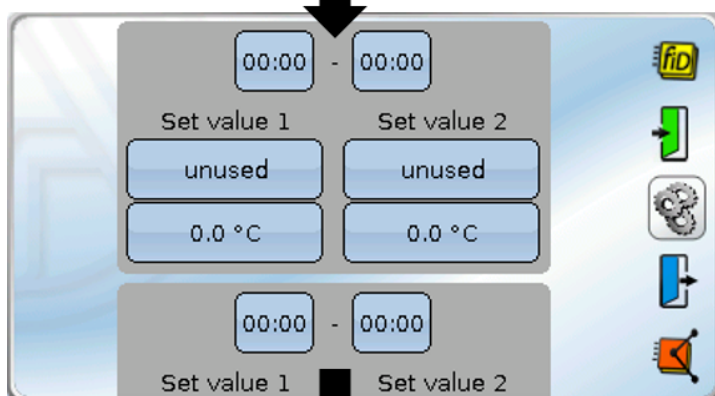 00:00 - 00:00
Set value 1 Set value 2
unused unused
0.0 °C 0.0 °C
00:00 - 00:00
Set value 1 Set value 2
fiD